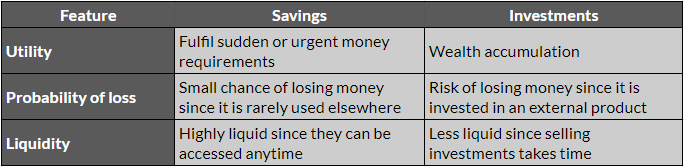 Feature Savings Investments
Utility
Fulfil sudden or urgent money
requirements
Wealth accumulation
Probability of loss
Small chance of losing money
since it is rarely used elsewhere
Risk of losing money since it is
invested in an external product
Liquidity
Highly liquid since they can be
accessed anytime
Less liquid since selling
investments takes time